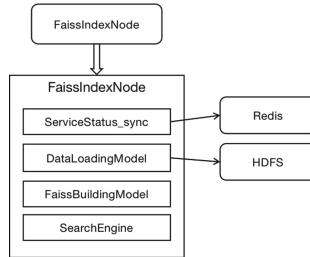 FaissIndexNode
FaissIndexNode
ServiceStatus_sync
Redis
DataLoadingModel
HDFS
FaissBuildingModel
SearchEngine